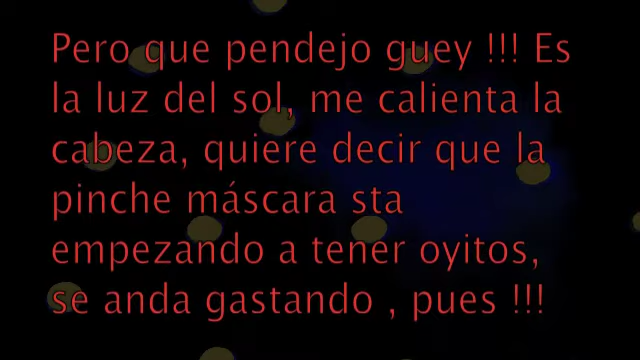 Pero que pendejo guey !!! Es
la luz del sol, me calienta la
cabeza, quiere decir que la
pinche máscara sta
empezando a tener oyitos,
se anda gastando , pues !!!